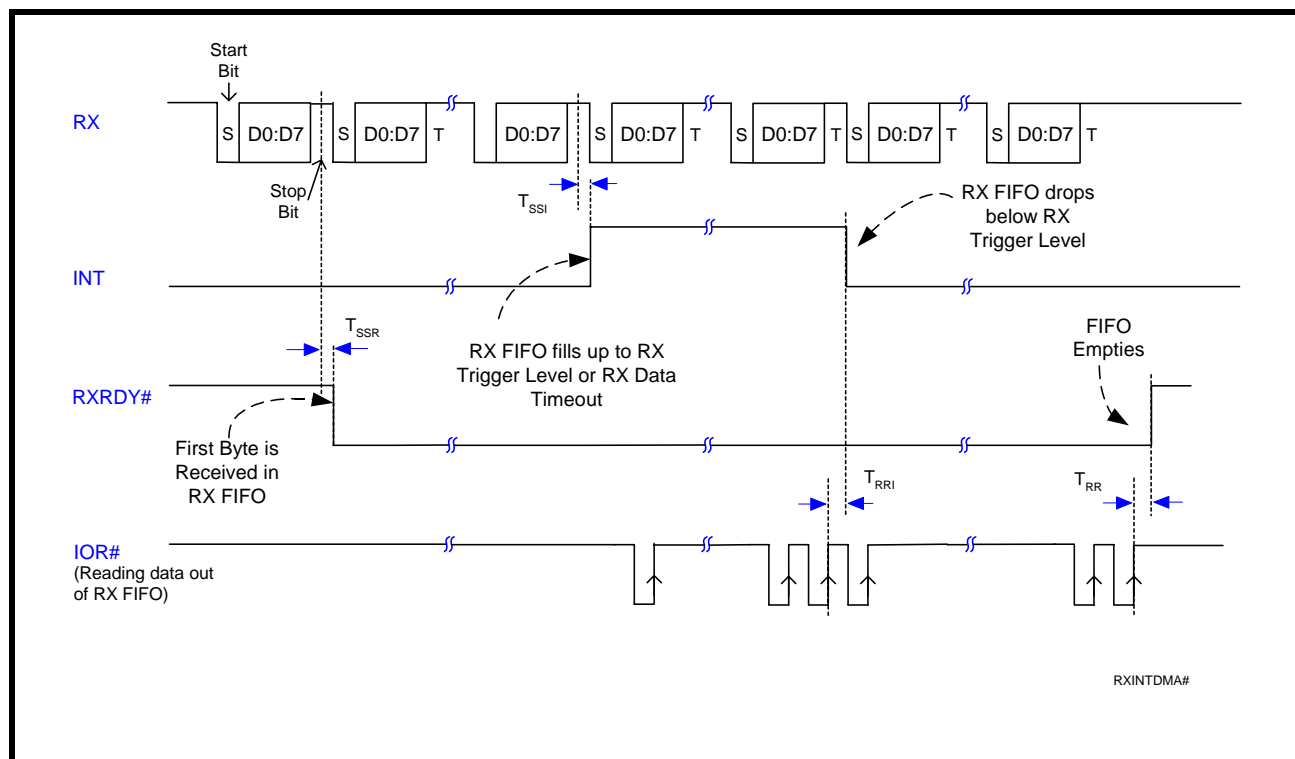 Start
Bit
RX
S
D0:D7
S
D0:D7
T
D0:D7
S
D0:D7
T
S
D0:D7
T
S
D0:D7
T
S
D0:D7
T
Stop
Bit
TSSI
RX FIFO drops
below RX
Trigger Level
INT
TSSR
RX FIFO fills up to RX
Trigger Level or RX Data
Timeout
FIFO
Empties
RXRDY#
First Byte is
Received in
RX FIFO
TRRI
TRR
IOR#
(Reading data out
of RX FIFO)
RXINTDMA#